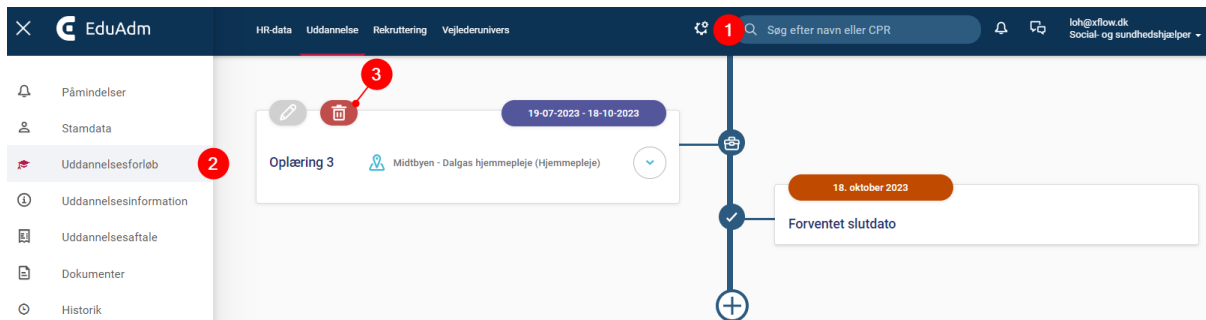 EduAdm
HR-data Uddannelse Rekruttering Vejlederunivers
1
Søg efter navn eller CPR
loh@xflow.dk
Social- og sundhedshjælper
Påmindelser
Stamdata
Uddannelsesforløb
2
Uddannelsesinformation
Uddannelsesaftale
Dokumenter
Historik
3
19-07-2023 - 18-10-2023
Oplæring 3
Midtbyen - Dalgas hjemmepleje (Hjemmepleje)
18. oktober 2023
Forventet slutdato